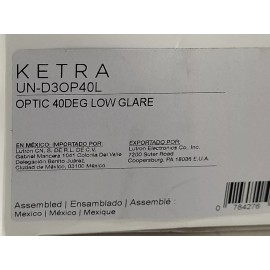 KETRA
UN-D3OP40L
OPTIC 40DEG LOW GLARE
EN MÉXICO: IMPORTADO POR:
Lutron CN, S. DE R.L. DE C.V.
Gabriel Mancera 1041 Colonia Del Valle
Delegación Benito Juárez,
Ciudad de México, 03100 México
EXPORTADO POR:
Lutron Electronics Co., Inc.
7200 Suter Road
Coopersburg, PA 18036 E.U.A.
Assembled | Ensamblado | Assemblé :
Mexico / México / Mexique
0 784276